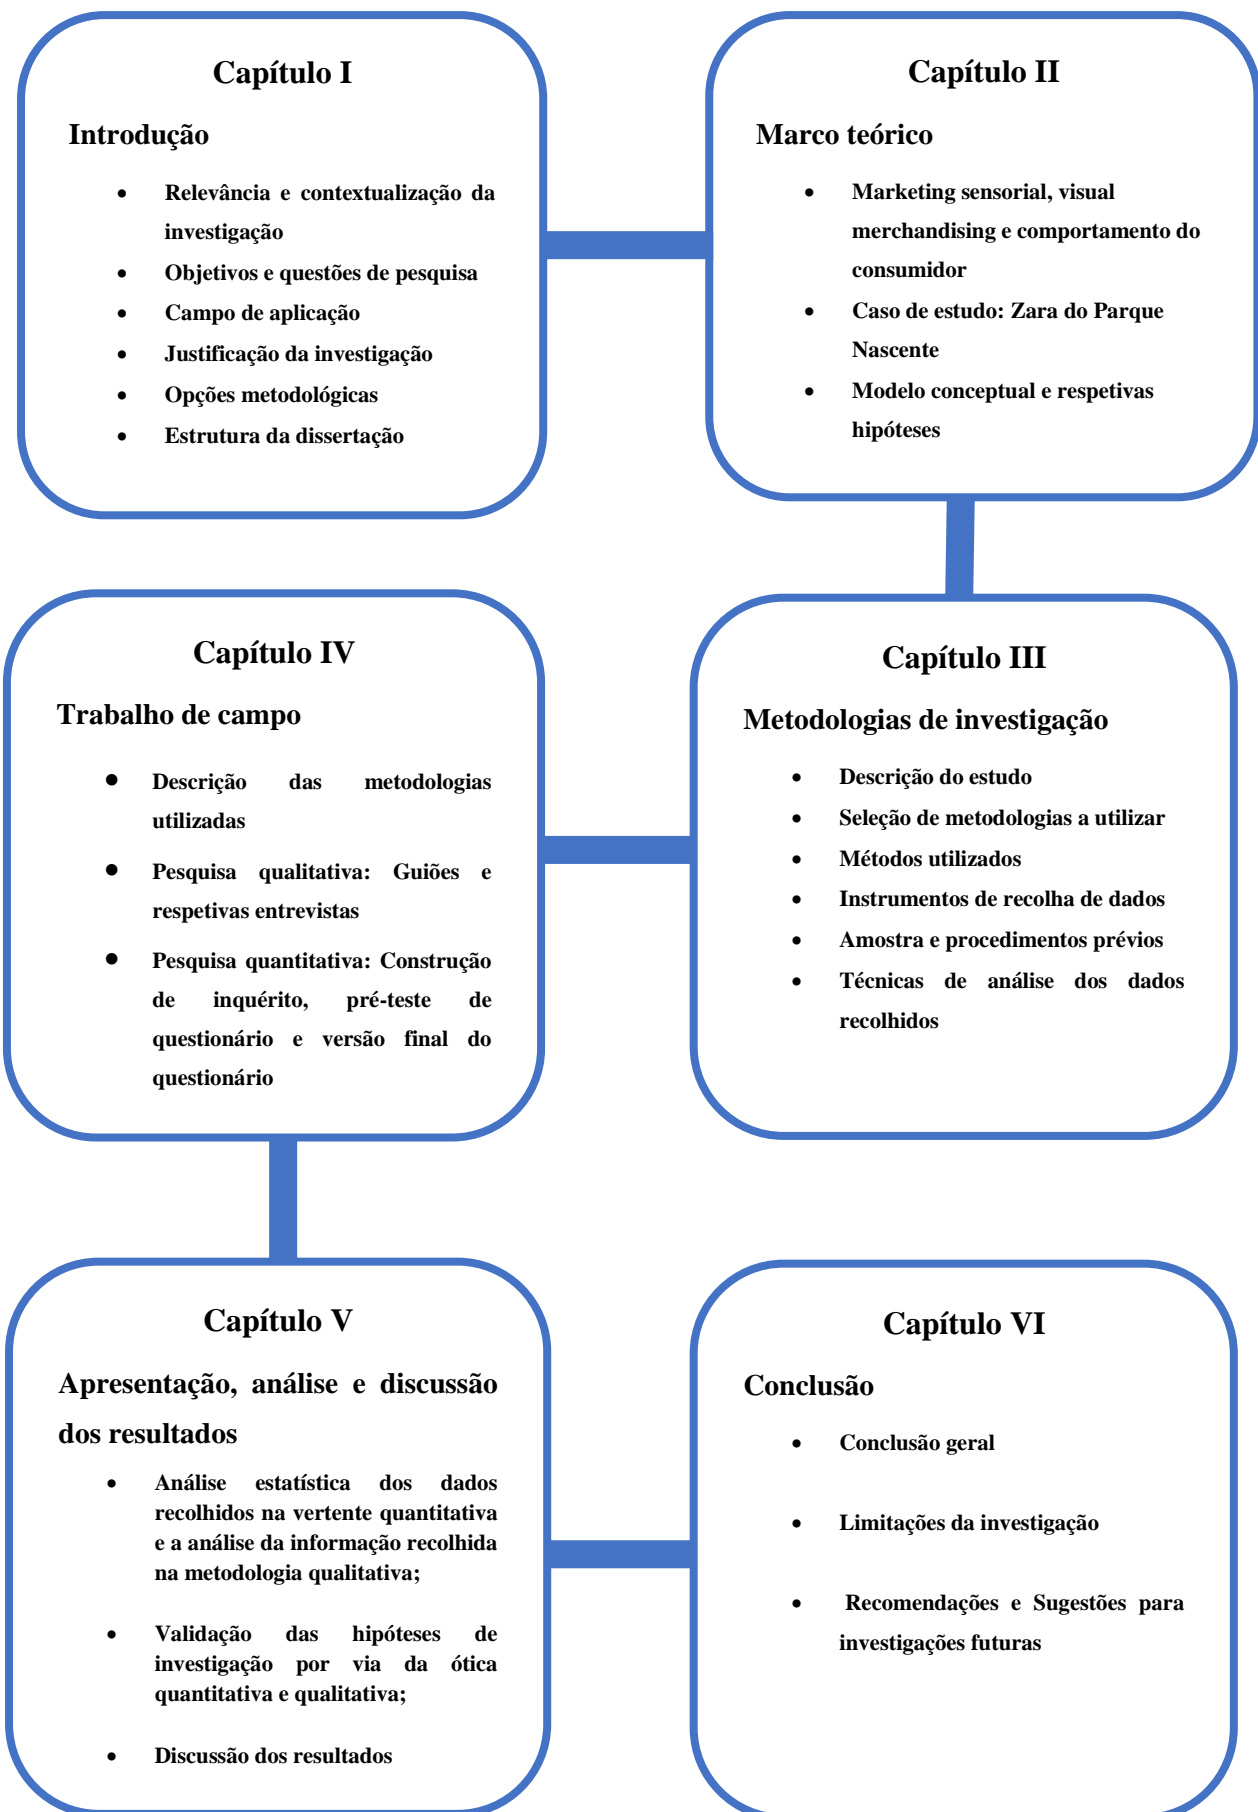 Capítulo I
Introdução
• Relevância e contextualização da
investigação
• Objetivos e questões de pesquisa
• Campo de aplicação
• Justificação da investigação
• Opções metodológicas
• Estrutura da dissertação
Capítulo II
Marco teórico
• Marketing sensorial, visual
merchandising e comportamento do
consumidor
• Caso de estudo: Zara do Parque
Nascente
• Modelo conceptual e respetivas
hipóteses
Capítulo III
Metodologias de investigação
• Descrição do estudo
• Seleção de metodologias a utilizar
• Métodos utilizados
• Instrumentos de recolha de dados
• Amostra e procedimentos prévios
• Técnicas de análise dos dados
recolhidos
Capítulo IV
Trabalho de campo
• Descrição das metodologias
utilizadas
• Pesquisa qualitativa: Guiões e
respetivas entrevistas
• Pesquisa quantitativa: Construção
de inquérito, pré-teste de
questionário e versão final do
questionário
Capítulo V
Apresentação, análise e discussão
dos resultados
• Análise estatística dos dados
recolhidos na vertente quantitativa
e a análise da informação recolhida
na metodologia qualitativa;
• Validação das hipóteses de
investigação por via da ótica
quantitativa e qualitativa;
• Discussão dos resultados
Capítulo VI
Conclusão
• Conclusão geral
• Limitações da investigação
• Recomendações e Sugestões para
investigações futuras